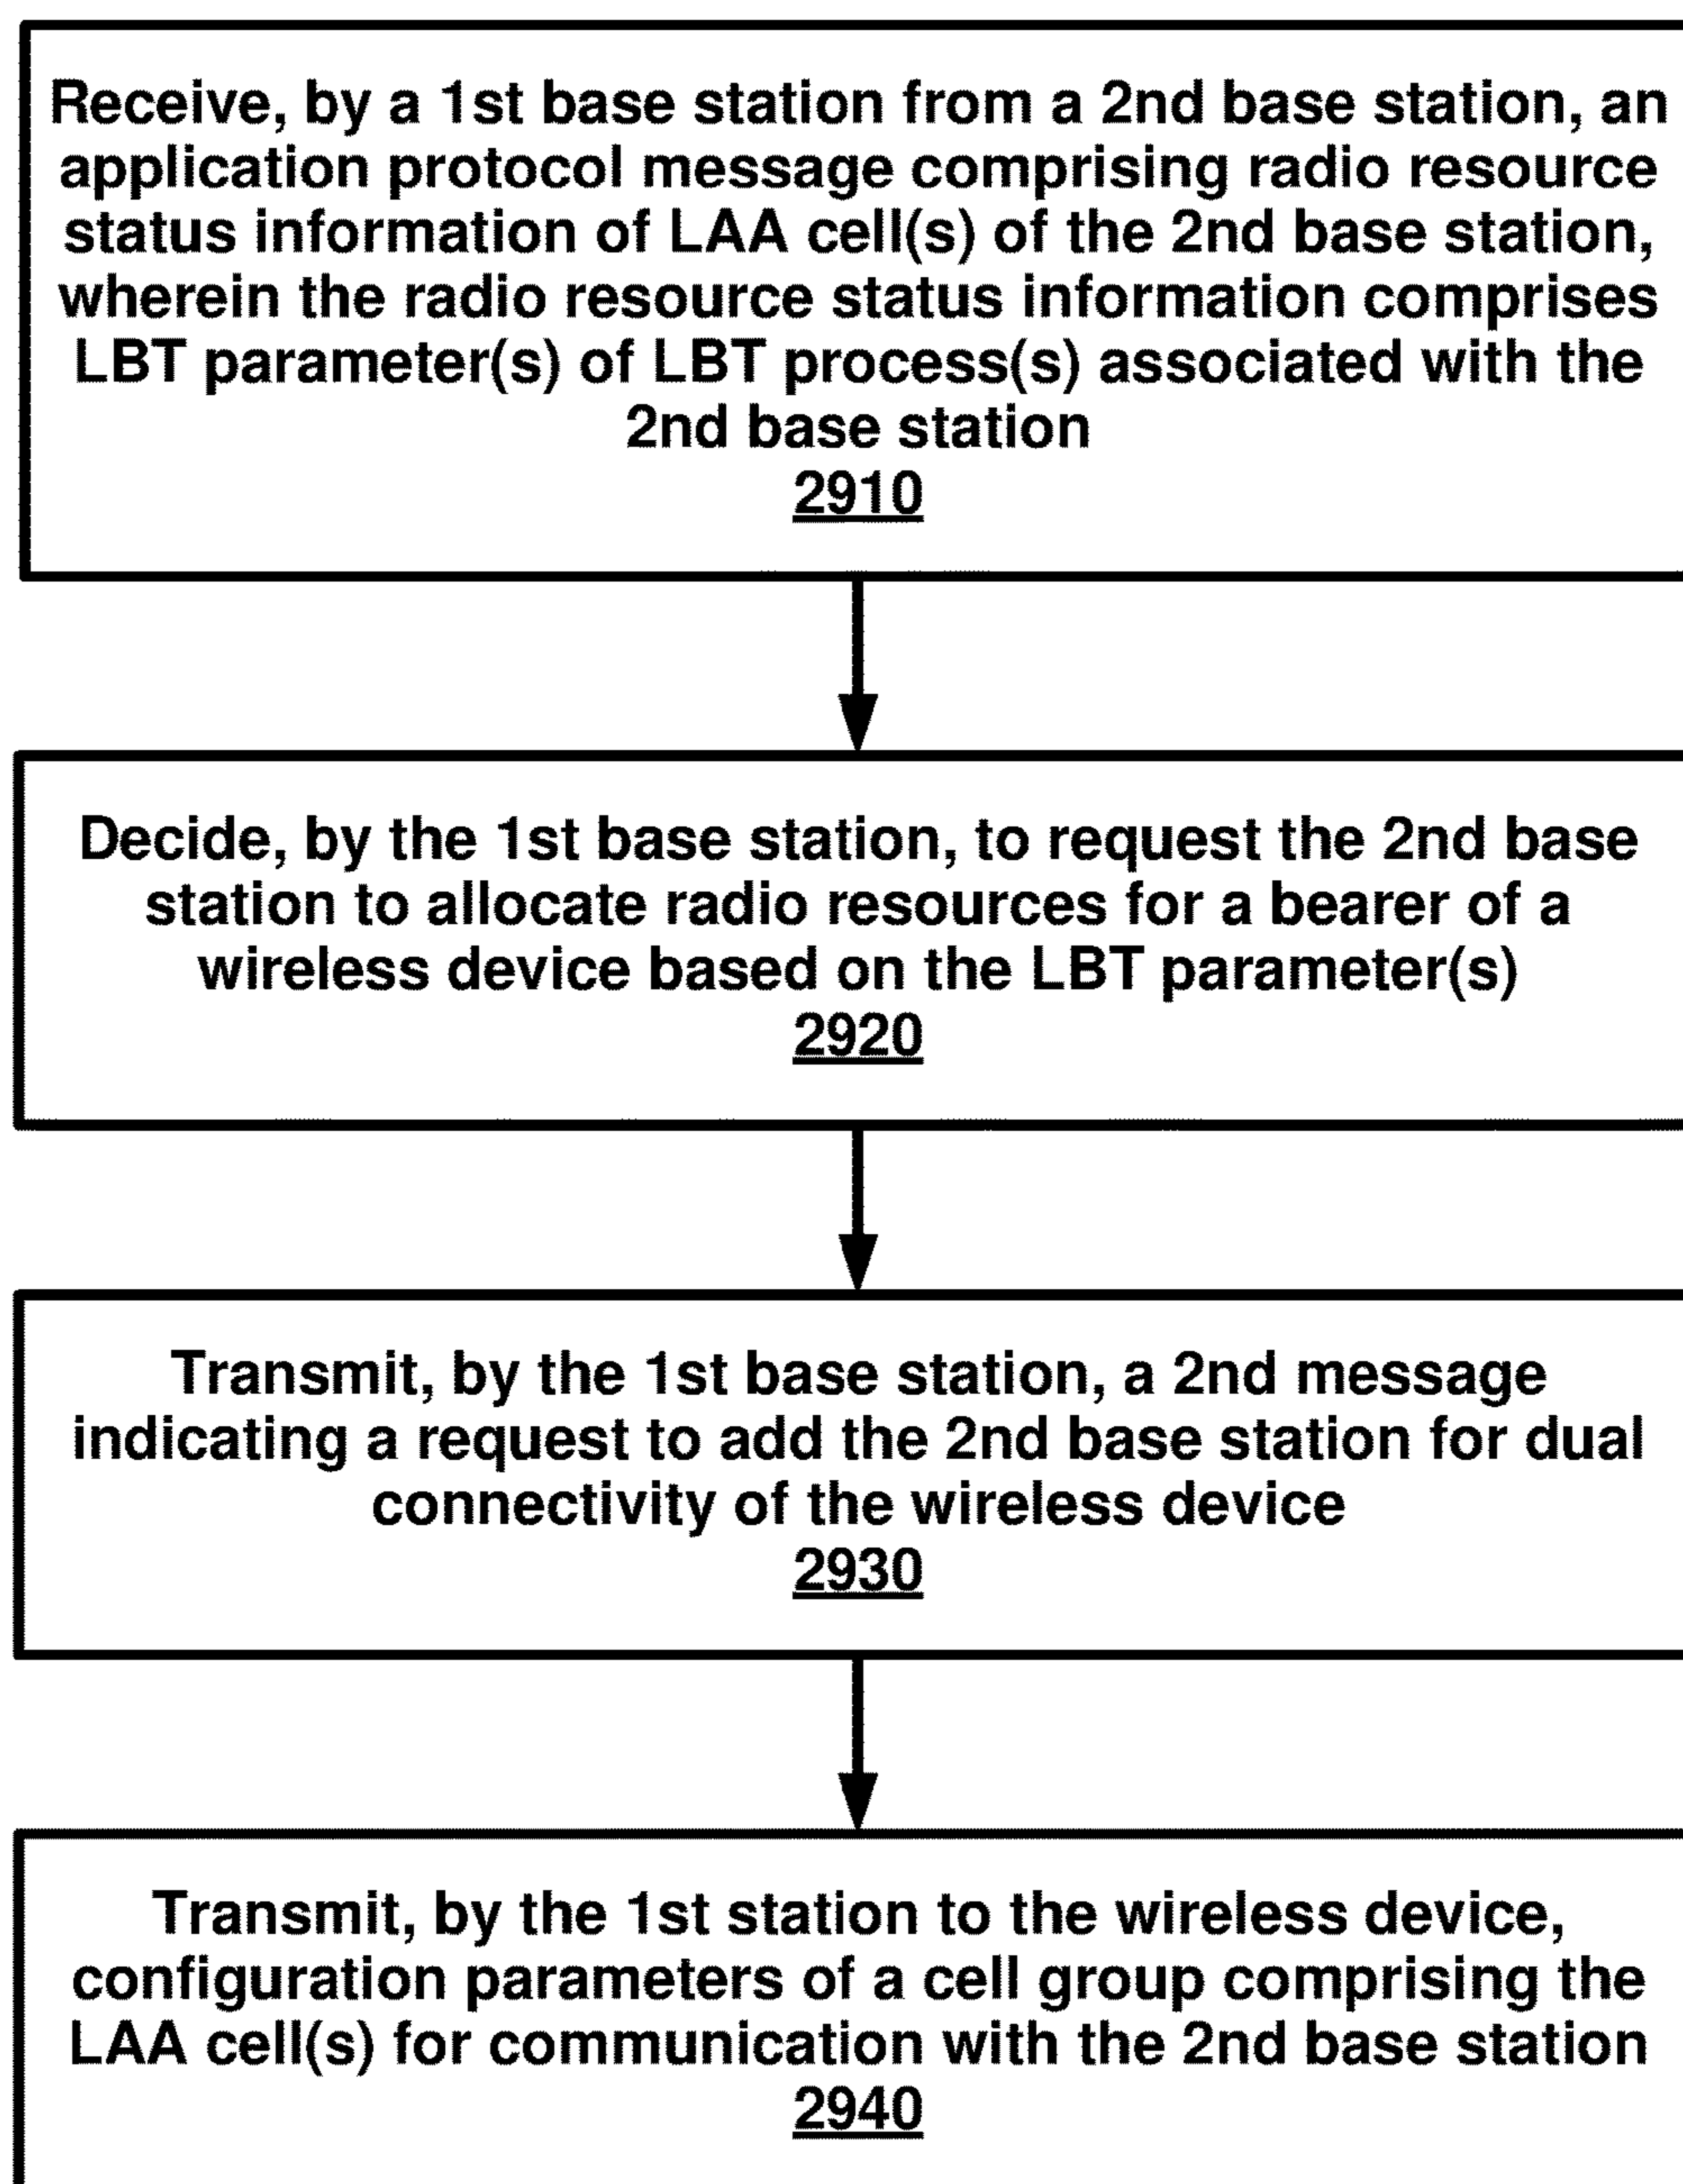 Receive, by a 1st base station from a 2nd base station, an
application protocol message comprising radio resource
status information of LAA cell(s) of the 2nd base station,
wherein the radio resource status information comprises
LBT parameter(s) of LBT process(s) associated with the
2nd base station
2910
Decide, by the 1st base station, to request the 2nd base
station to allocate radio resources for a bearer of a
wireless device based on the LBT parameter(s)
2920
Transmit, by the 1st base station, a 2nd message
indicating a request to add the 2nd base station for dual
connectivity of the wireless device
2930
Transmit, by the 1st station to the wireless device,
configuration parameters of a cell group comprising the
LAA cell(s) for communication with the 2nd base station
2940